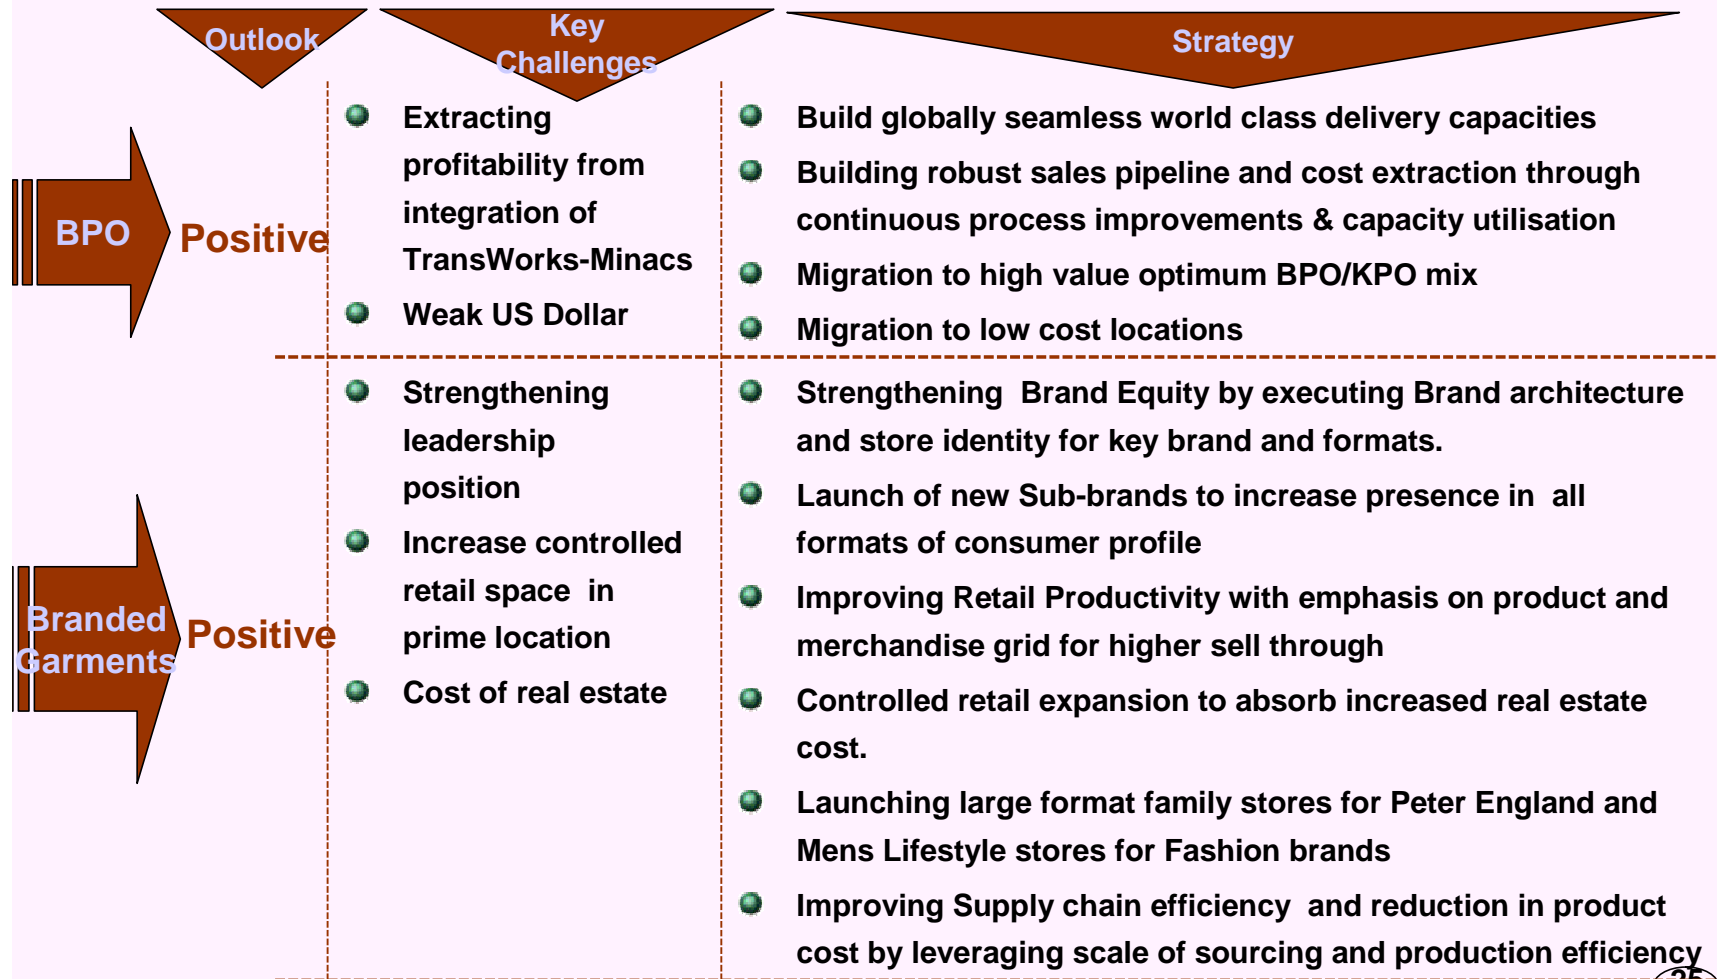 Outlook
Key
Challenges
Strategy
BPO
Positive
Extracting
profitability from
integration of
TransWorks-Minacs
Weak US Dollar
Build globally seamless world class delivery capacities
Building robust sales pipeline and cost extraction through
continuous process improvements & capacity utilisation
Migration to high value optimum BPO/KPO mix
Migration to low cost locations
Branded
Garments
Positive
Strengthening
leadership
position
Increase controlled
retail space in
prime location
Cost of real estate
Strengthening Brand Equity by executing Brand architecture
and store identity for key brand and formats.
Launch of new Sub-brands to increase presence in all
formats of consumer profile
Improving Retail Productivity with emphasis on product and
merchandise grid for higher sell through
Controlled retail expansion to absorb increased real estate
cost.
Launching large format family stores for Peter England and
Mens Lifestyle stores for Fashion brands
Improving Supply chain efficiency and reduction in product
cost by leveraging scale of sourcing and production efficiency
25